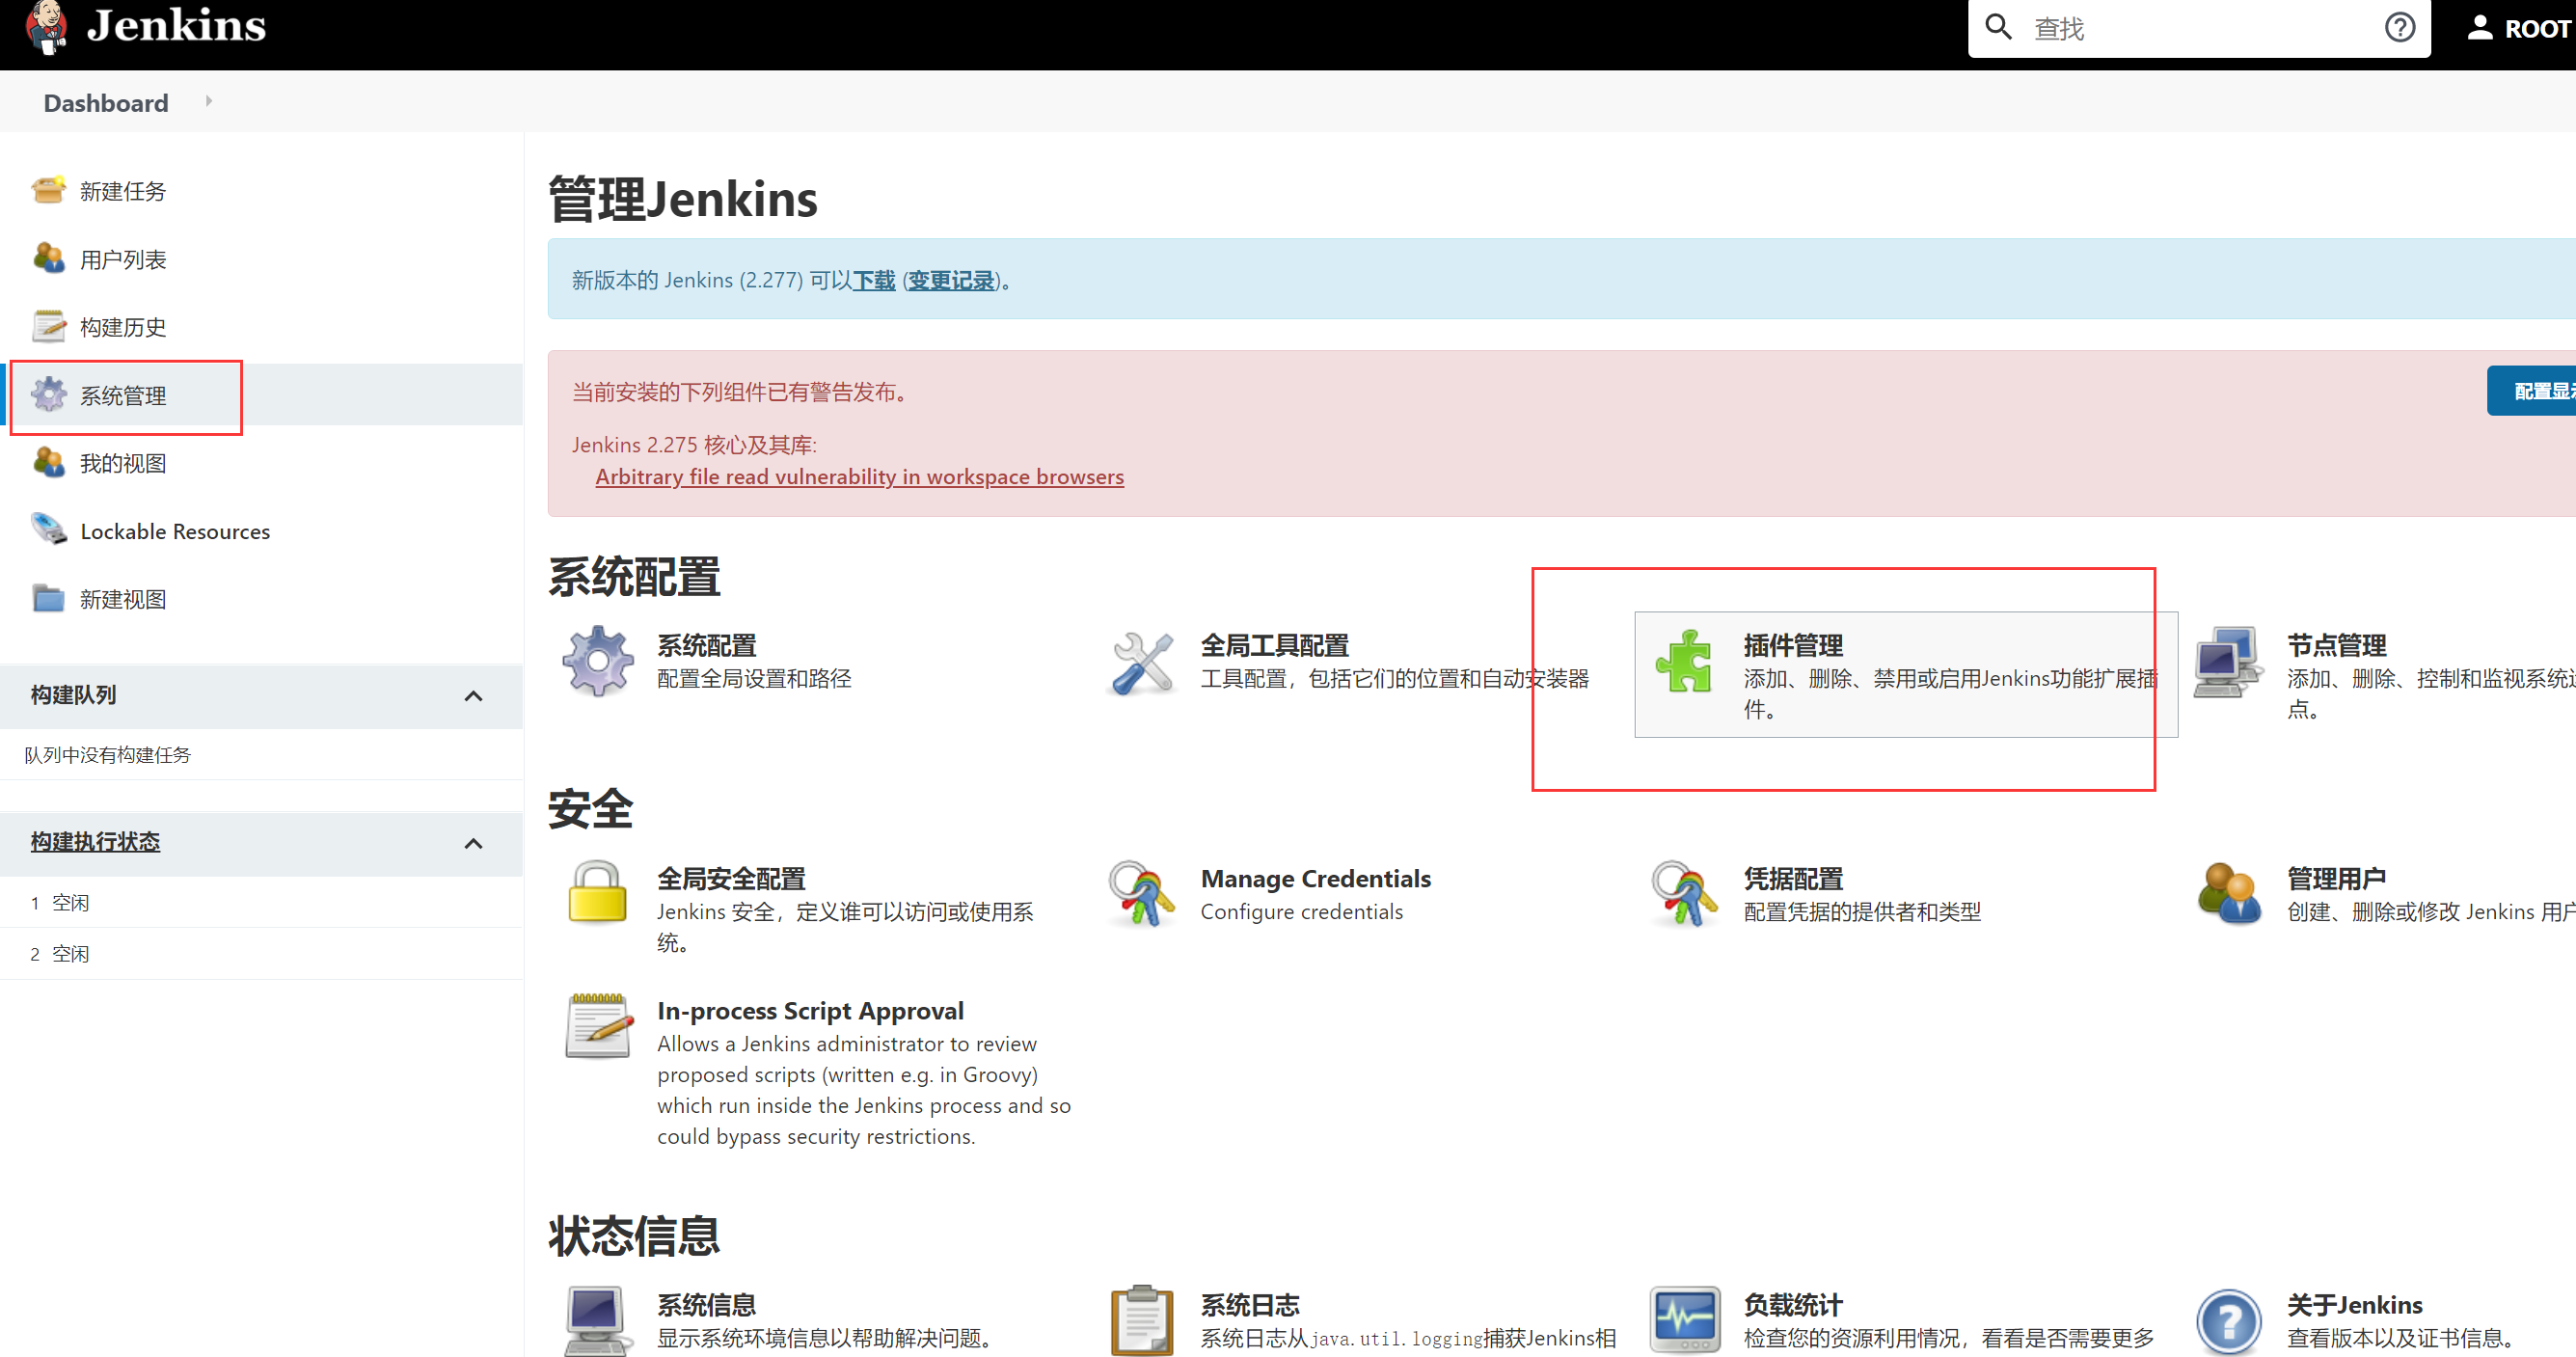 Jenkins
查找
ROOT
Dashboard
新建任务
用户列表
构建历史
系统管理
我的视图
Lockable Resources
新建视图
构建队列
队列中没有构建任务
构建执行状态
1 空闲
2 空闲
管理Jenkins
新版本的 Jenkins (2.277) 可以下载 (变更记录)。
当前安装的下列组件已有警告发布。
配置显
Jenkins 2.275 核心及其库:
Arbitrary file read vulnerability in workspace browsers
系统配置
系统配置
配置全局设置和路径
全局工具配置
工具配置，包括它们的位置和自动安装器
插件管理
添加、删除、禁用或启用Jenkins功能扩展插
件。
节点管理
添加、删除、控制和监视系统
点。
安全
全局安全配置
Jenkins 安全，定义谁可以访问或使用系
统。
Manage Credentials
Configure credentials
凭据配置
配置凭据的提供者和类型
管理用户
创建、删除或修改 Jenkins 用
In-process Script Approval
Allows a Jenkins administrator to review
proposed scripts (written e.g. in Groovy)
which run inside the Jenkins process and so
could bypass security restrictions.
状态信息
系统信息
显示系统环境信息以帮助解决问题。
系统日志
系统日志从java.util.logging捕获Jenkins相
负载统计
检查您的资源利用情况，看看是否需要更多
关于Jenkins
查看版本以及证书信息。